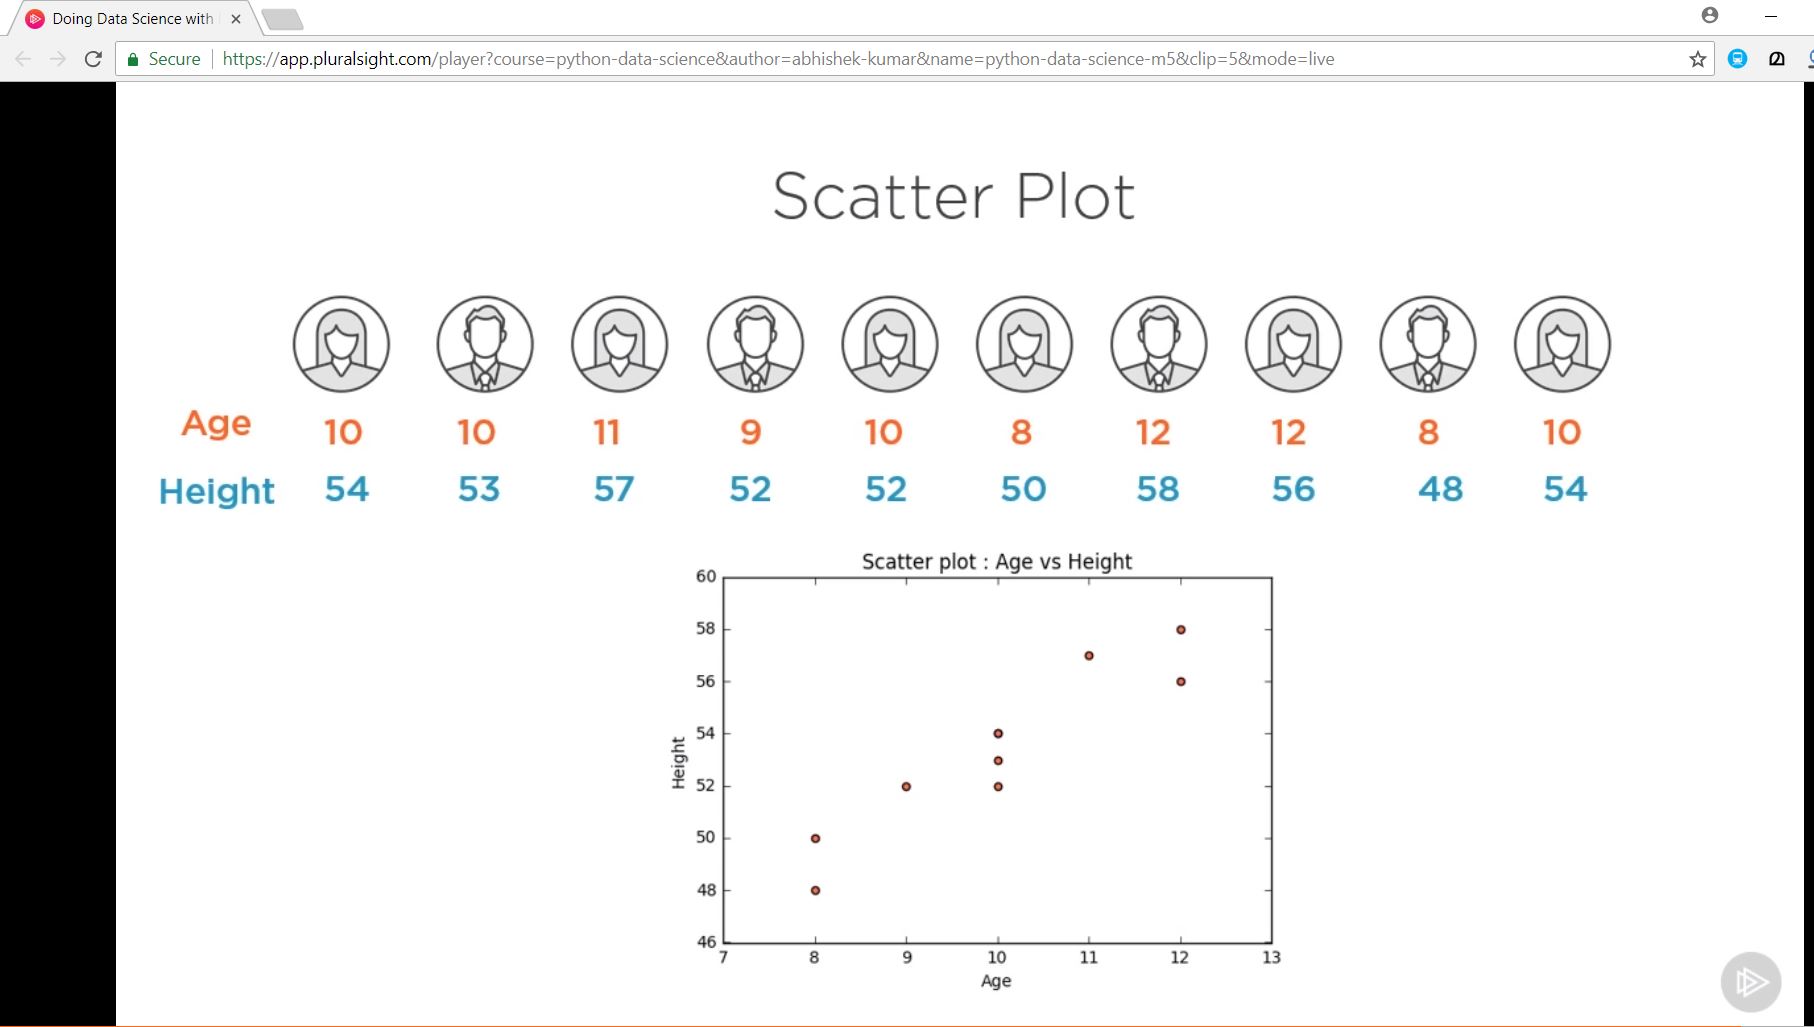 Doing Data Science with
Secure https://app.pluralsight.com/player?course=python-data-science&author=abhishek-kumar&name=python-data-science-m5&clip=5&mode=live
Scatter Plot
Age 10 10 11 9 10 8 12 12 8 10
Height 54 53 57 52 52 50 58 56 48 54
Scatter plot : Age vs Height
60
58
56
54
52
50
48
46
Height
7 8 9 10 11 12 13
Age